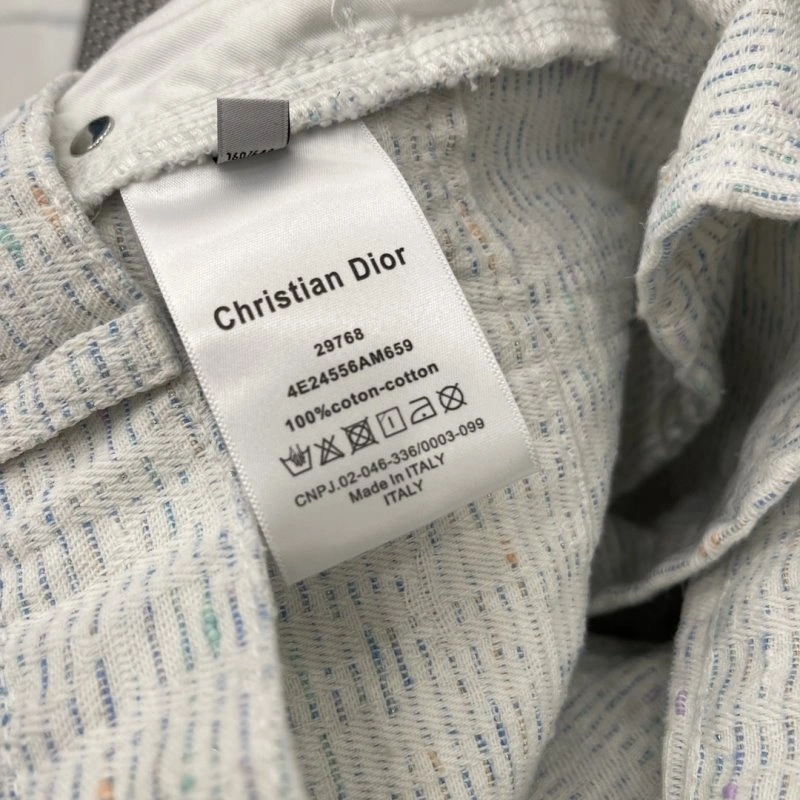 Christian Dior
29768
4E24556AM659
100%coton-cotton
CNPJ.02-046-336/0003-099
Made In ITALY
ITALY